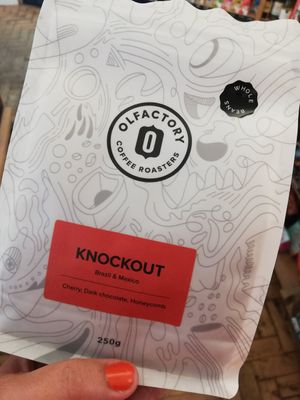 WHOLE
BEANS
OLFACTORY
COFFEE ROASTERS
KNOCKOUT
Brazil & Mexico
Cherry, Dark chocolate, Honeycomb
250g